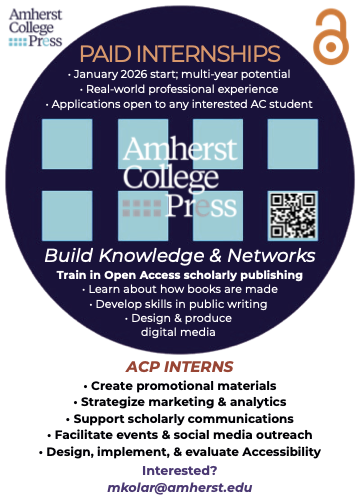 Amherst
College
Press
PAID INTERNSHIPS
• January 2026 start; multi-year potential
• Real-world professional experience
• Applications open to any interested AC student
Amherst
College
Press
Build Knowledge & Networks
Train in Open Access scholarly publishing
• Learn about how books are made
• Develop skills in public writing
• Design & produce
digital media
ACP INTERNS
• Create promotional materials
• Strategize marketing & analytics
• Support scholarly communications
• Facilitate events & social media outreach
• Design, implement, & evaluate Accessibility
Interested?
mkolar@amherst.edu